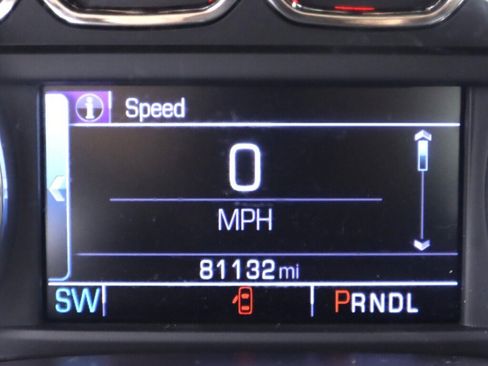 Speed
0
MPH
81132 mi
SW PRNDL